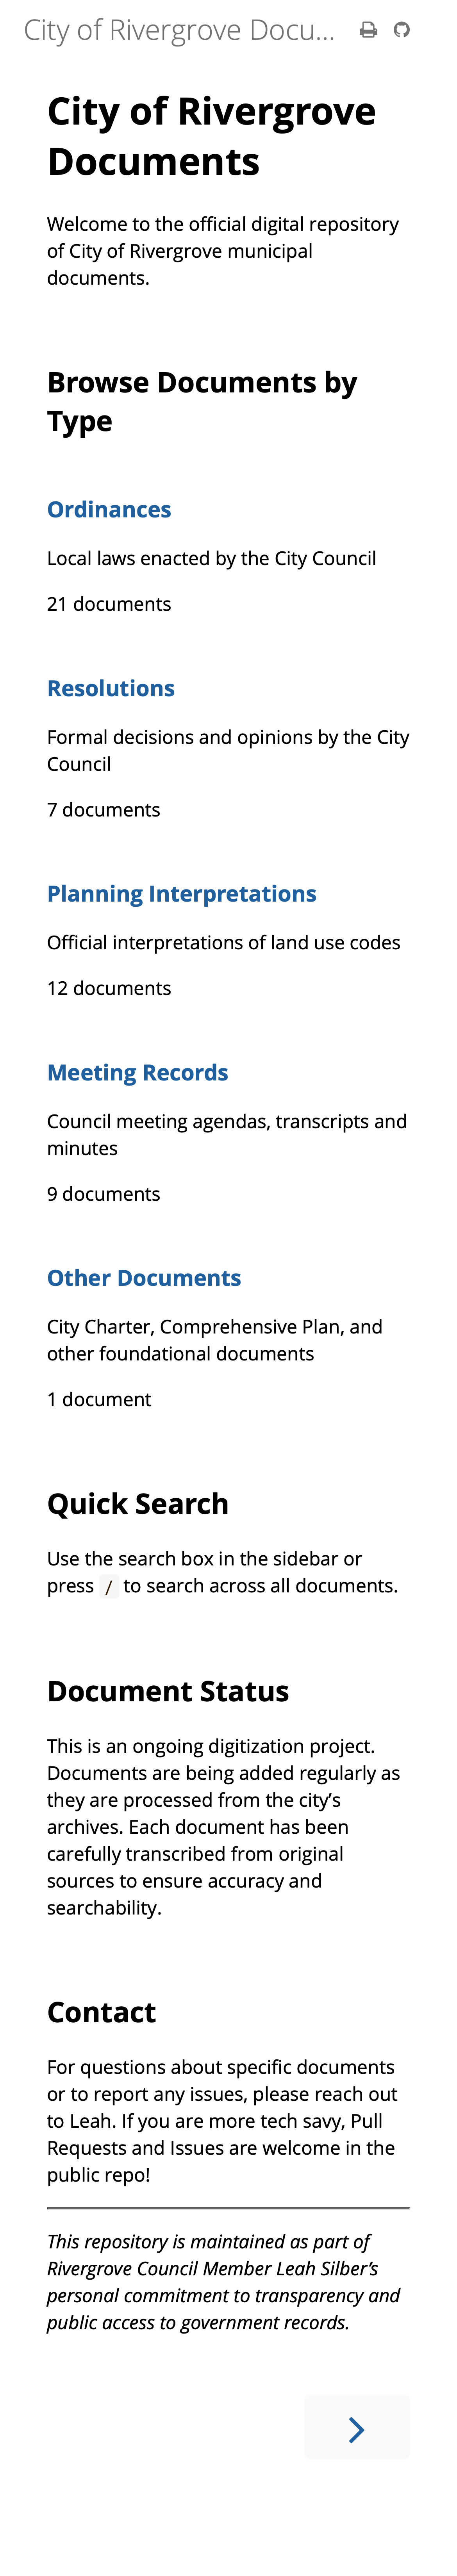 City of Rivergrove Docu...
City of Rivergrove
Documents
Welcome to the official digital repository
of City of Rivergrove municipal
documents.
Browse Documents by
Type
Ordinances
Local laws enacted by the City Council
21 documents
Resolutions
Formal decisions and opinions by the City
Council
7 documents
Planning Interpretations
Official interpretations of land use codes
12 documents
Meeting Records
Council meeting agendas, transcripts and
minutes
9 documents
Other Documents
City Charter, Comprehensive Plan, and
other foundational documents
1 document
Quick Search
Use the search box in the sidebar or
press / to search across all documents.
Document Status
This is an ongoing digitization project.
Documents are being added regularly as
they are processed from the city’s
archives. Each document has been
carefully transcribed from original
sources to ensure accuracy and
searchability.
Contact
For questions about specific documents
or to report any issues, please reach out
to Leah. If you are more tech savy, Pull
Requests and Issues are welcome in the
public repo!
This repository is maintained as part of
Rivergrove Council Member Leah Silber’s
personal commitment to transparency and
public access to government records.